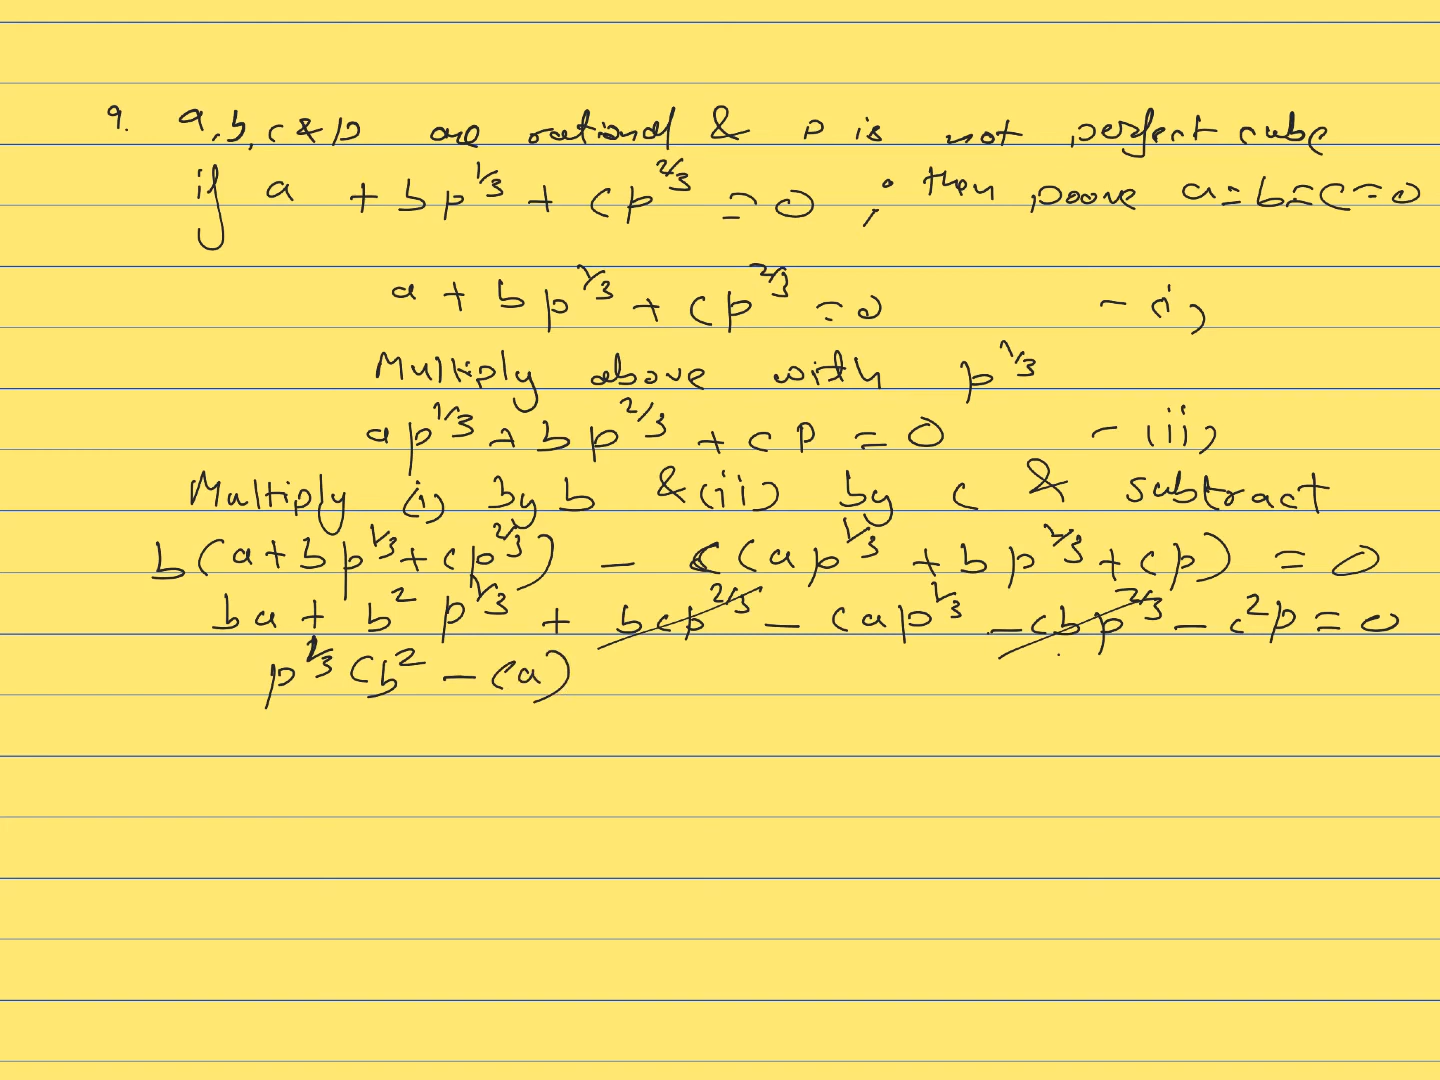 9. a, b, c & p are rational & p is not perfect cube
if a + bp^1/3 + cp^2/3 = 0 ; then prove a=b=c=0
a + bp^1/3 + cp^2/3 = 0 - (i)
Multiply above with p^1/3
ap^1/3 + bp^2/3 + cp = 0 - (ii)
Multiply (i) by b & (ii) by c & subtract
b(a+bp^1/3+cp^2/3) - c(ap^1/3 + bp^2/3 + cp) = 0
ba + b^2 p^1/3 + bcp^2/3 - cap^1/3 - cbp^2/3 - c^2p = 0
p^1/3 (b^2 - ca)